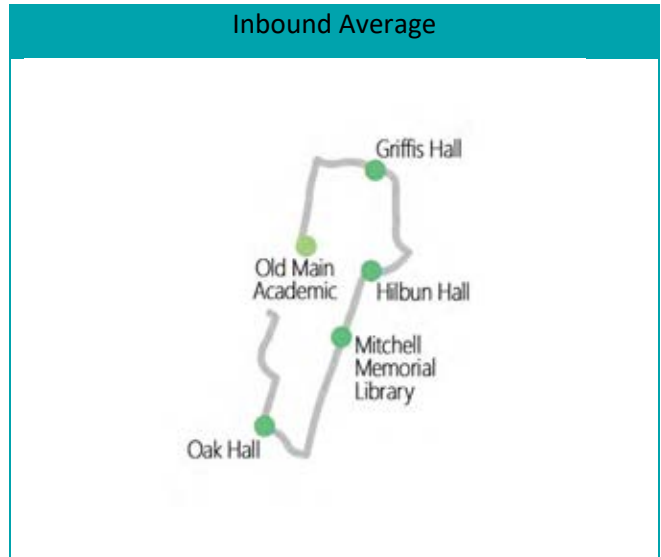 Inbound Average
Griffis Hall
Old Main
Academic
Hilbun Hall
Mitchell
Memorial
Library
Oak Hall